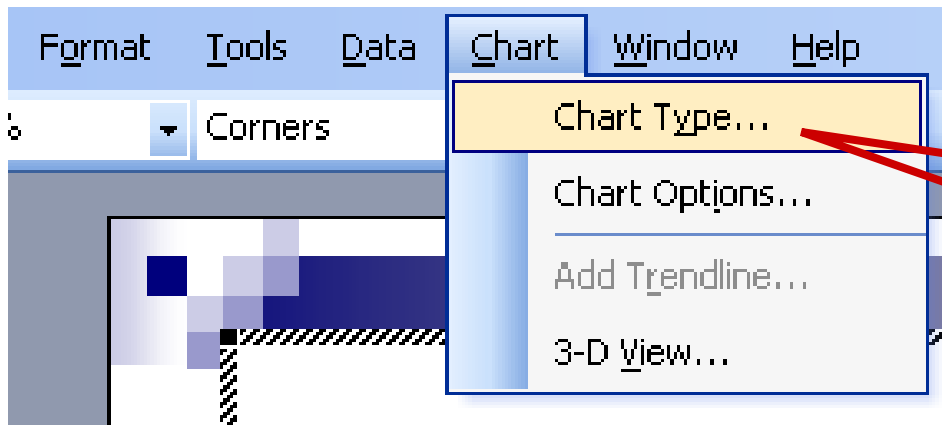 Format Tools Data Chart Window Help
% Corners
Chart Type...
Chart Options...
Add Trendline...
3-D View...